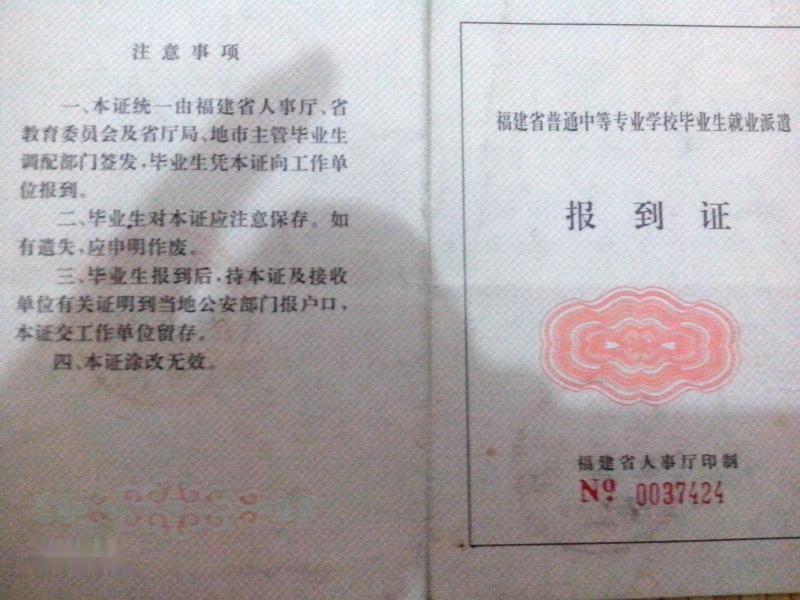 注意事项
一、本证统一由福建省人事厅、省
教育委员会及省厅局、地市主管毕业生
调配部门签发，毕业生凭本证向工作单
位报到。
二、毕业生对本证应注意保存。如
有遗失，应申明作废。
三、毕业生报到后，持本证及接收
单位有关证明到当地公安部门报户口，
本证交工作单位留存。
四、本证涂改无效。
福建省普通中等专业学校毕业生就业派遣
报到证
福建省人事厅印制
№ 0037424